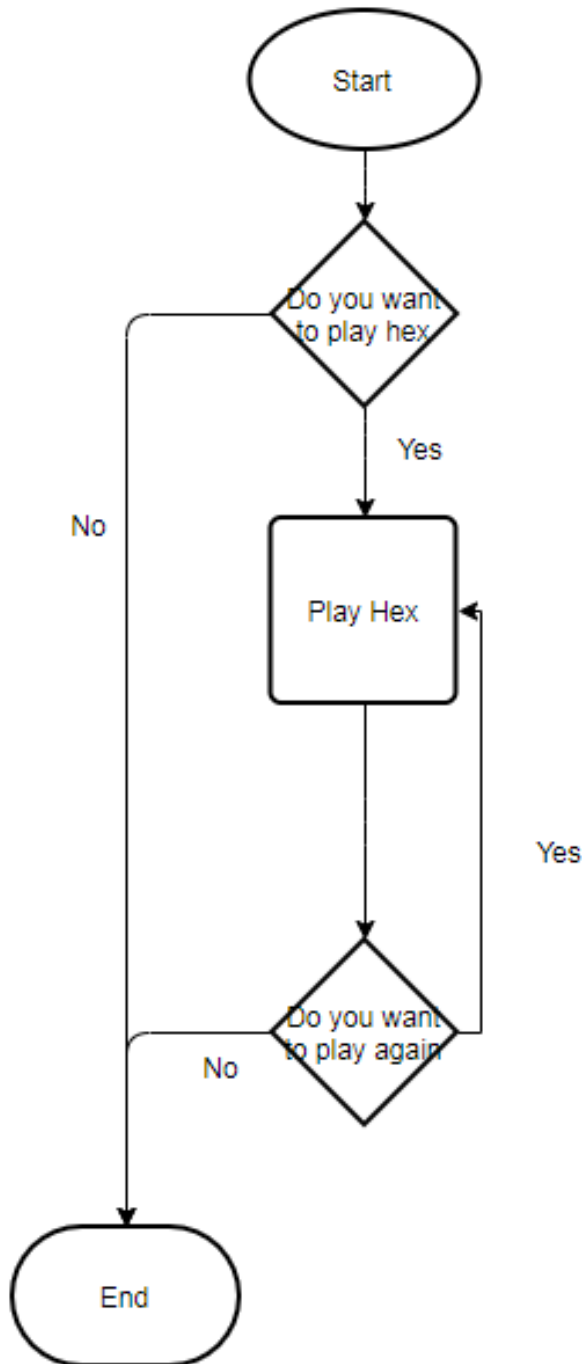 Start
Do you want
to play hex
Yes
No
Play Hex
Yes
Do you want
to play again
No
End